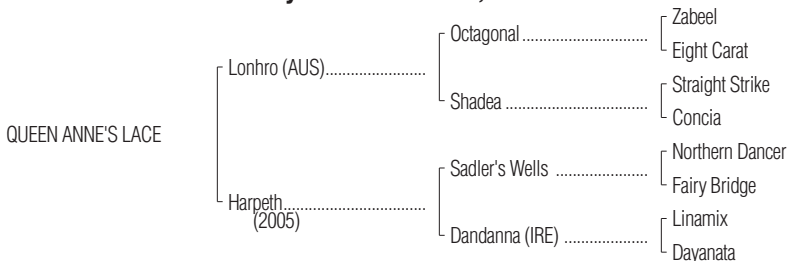 Zabeel
Octagonal
Eight Carat
Lonhro (AUS)
Straight Strike
Shadea
Concia
QUEEN ANNE'S LACE
Northern Dancer
Sadler's Wells
Fairy Bridge
Harpeth
(2005)
Linamix
Dandanna (IRE)
Dayanata